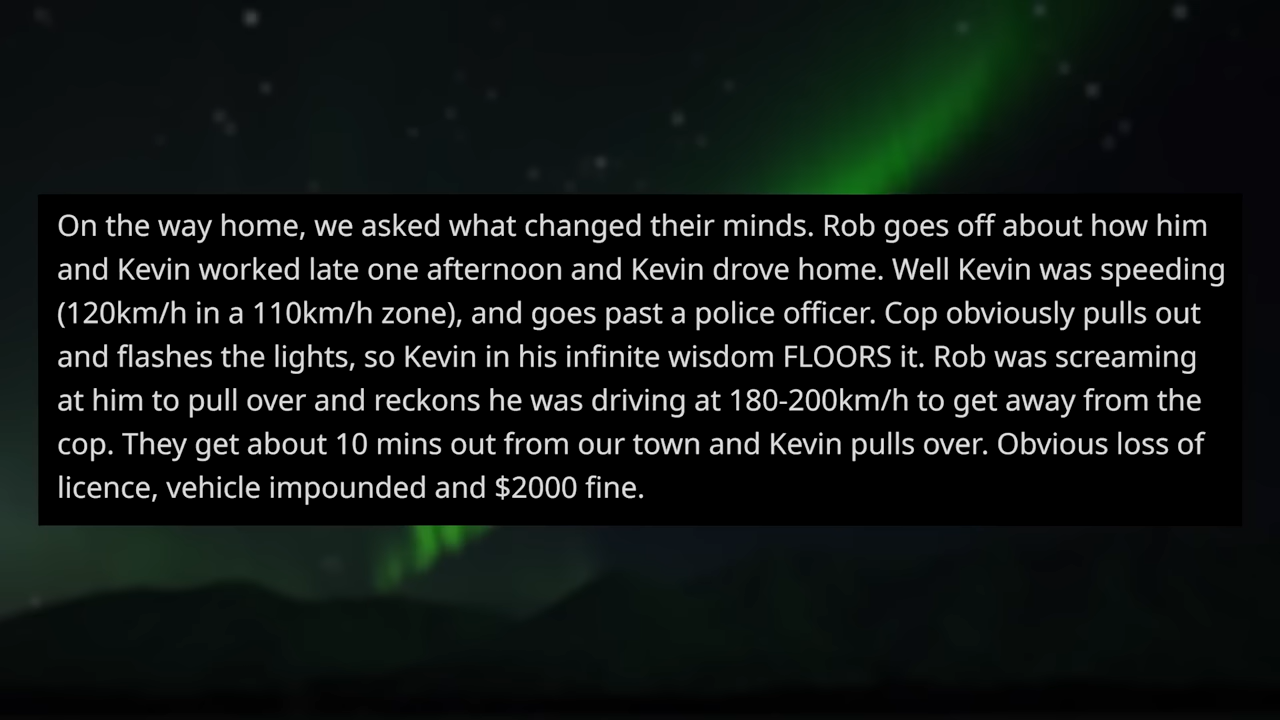 On the way home, we asked what changed their minds. Rob goes off about how him
and Kevin worked late one afternoon and Kevin drove home. Well Kevin was speeding
(120km/h in a 110km/h zone), and goes past a police officer. Cop obviously pulls out
and flashes the lights, so Kevin in his infinite wisdom FLOORS it. Rob was screaming
at him to pull over and reckons he was driving at 180-200km/h to get away from the
cop. They get about 10 mins out from our town and Kevin pulls over. Obvious loss of
licence, vehicle impounded and $2000 fine.